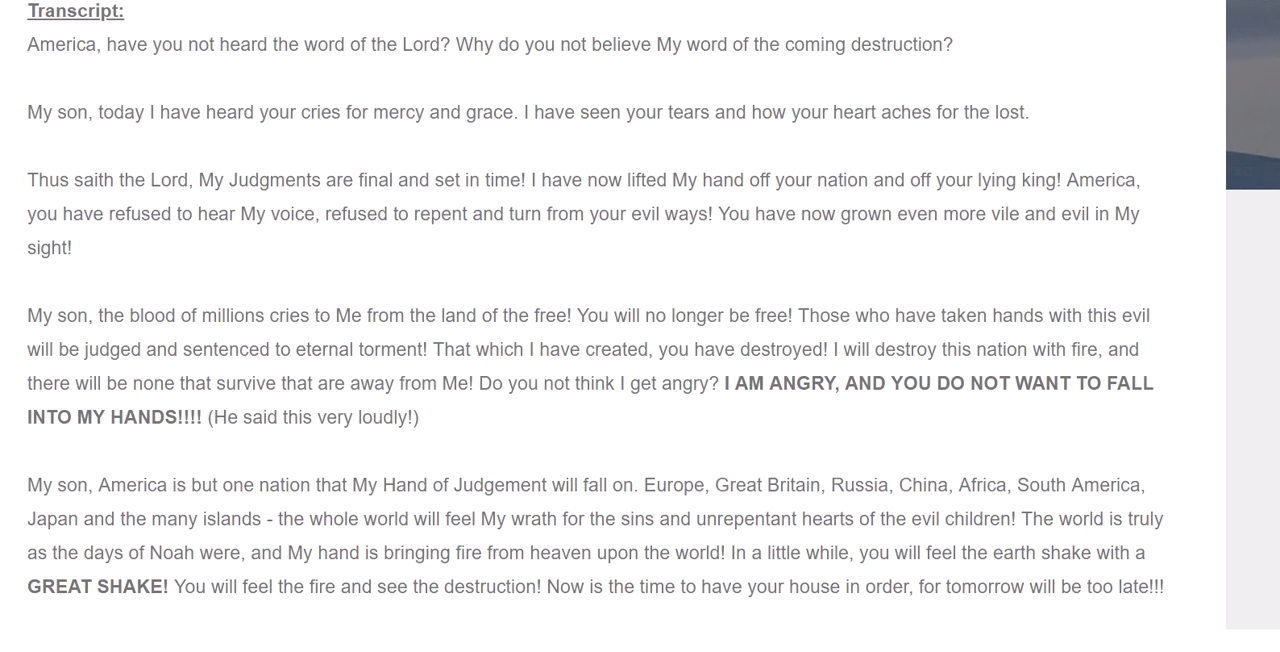 Transcript:
America, have you not heard the word of the Lord? Why do you not believe My word of the coming destruction?
My son, today I have heard your cries for mercy and grace. I have seen your tears and how your heart aches for the lost.
Thus saith the Lord, My Judgments are final and set in time! I have now lifted My hand off your nation and off your lying king! America,
you have refused to hear My voice, refused to repent and turn from your evil ways! You have now grown even more vile and evil in My
sight!
My son, the blood of millions cries to Me from the land of the free! You will no longer be free! Those who have taken hands with this evil
will be judged and sentenced to eternal torment! That which I have created, you have destroyed! I will destroy this nation with fire, and
there will be none that survive that are away from Me! Do you not think I get angry? I AM ANGRY, AND YOU DO NOT WANT TO FALL
INTO MY HANDS!!!! (He said this very loudly!)
My son, America is but one nation that My Hand of Judgement will fall on. Europe, Great Britain, Russia, China, Africa, South America,
Japan and the many islands - the whole world will feel My wrath for the sins and unrepentant hearts of the evil children! The world is truly
as the days of Noah were, and My hand is bringing fire from heaven upon the world! In a little while, you will feel the earth shake with a
GREAT SHAKE! You will feel the fire and see the destruction! Now is the time to have your house in order, for tomorrow will be too late!!!